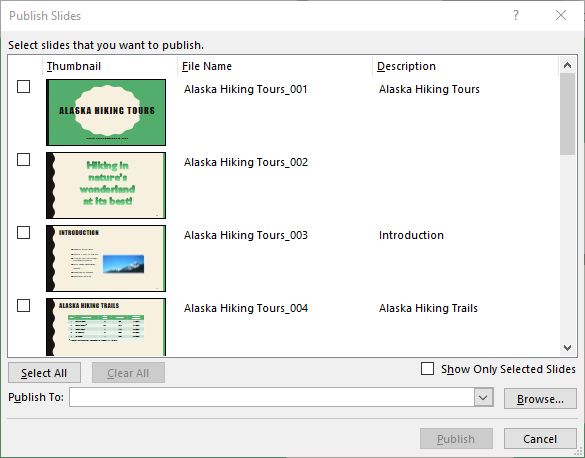 Publish Slides
Select slides that you want to publish.
Thumbnail File Name Description
ALASKA HIKING TOURS
Alaska Hiking Tours_001 Alaska Hiking Tours
Hiking in
nature's
wonderland
at its best!
Alaska Hiking Tours_002
INTRODUCTION
Alaska Hiking Tours_003 Introduction
ALASKA HIKING TRAILS
Alaska Hiking Tours_004 Alaska Hiking Trails
Select All Clear All Show Only Selected Slides
Publish To: Browse...
Publish Cancel